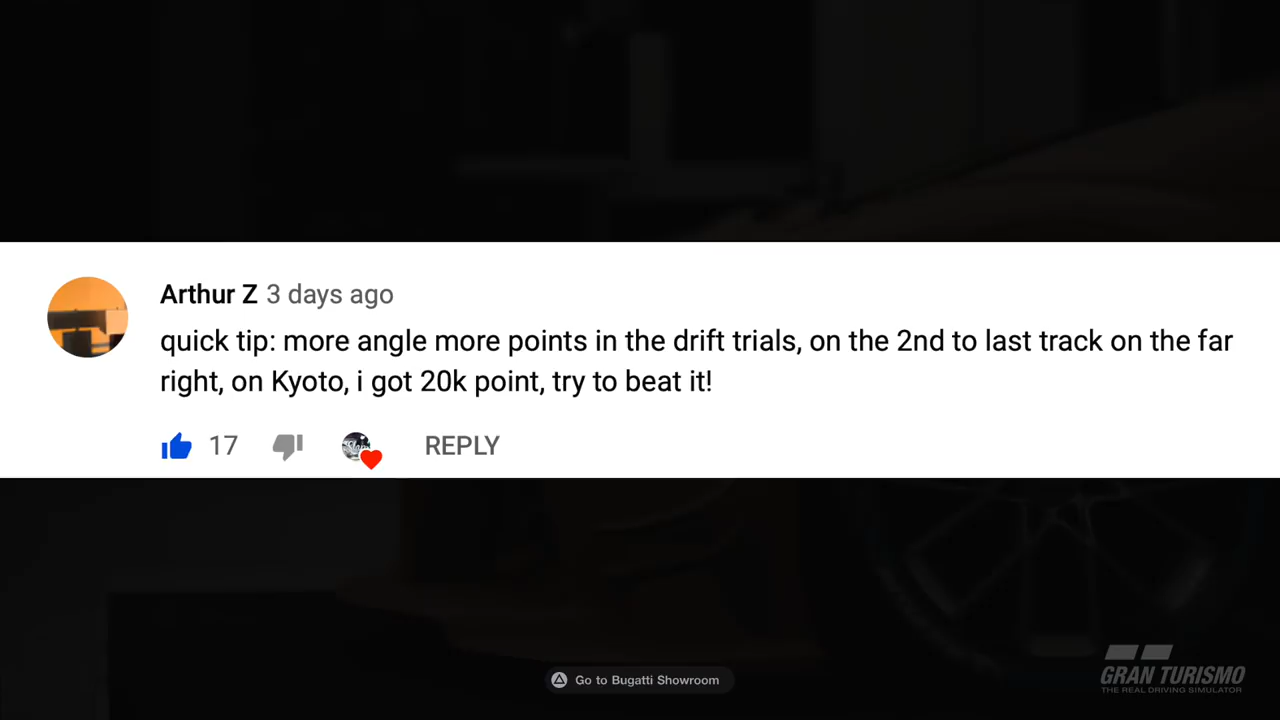 Arthur Z 3 days ago
quick tip: more angle more points in the drift trials, on the 2nd to last track on the far
right, on Kyoto, i got 20k point, try to beat it!
17 REPLY
Go to Bugatti Showroom
GRAN TURISMO
THE REAL DRIVING SIMULATOR